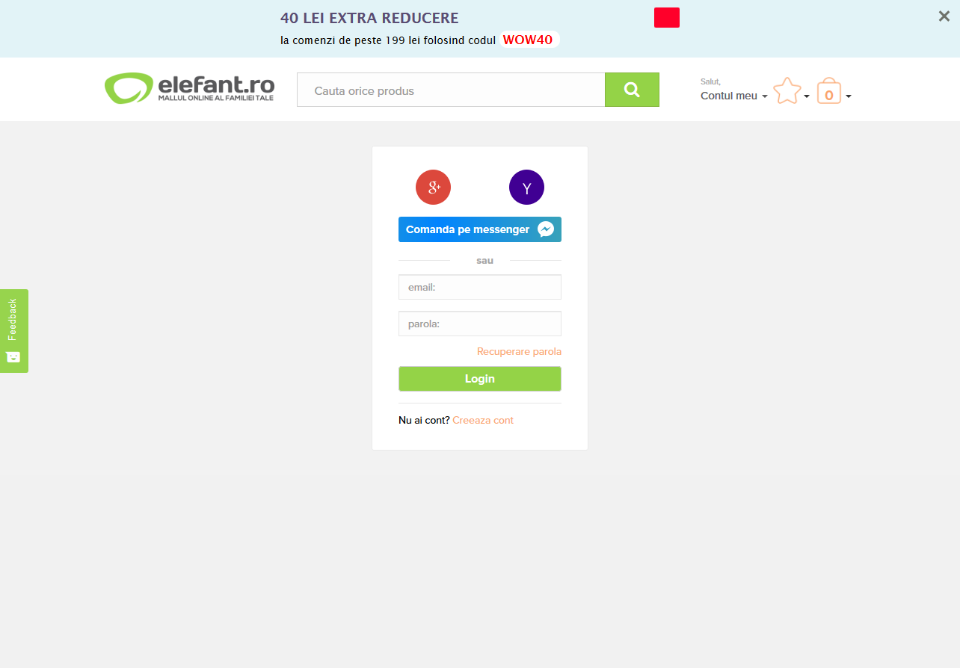 40 LEI EXTRA REDUCERE
la comenzi de peste 199 lei folosind codul WOW40
elefant.ro
MALLUL ONLINE AL FAMILIEI TALE
Cauta orice produs
Salut,
Contul meu
0
g+
Y
Comanda pe messenger
sau
email:
parola:
Recuperare parola
Login
Nu ai cont? Creeaza cont
Feedback